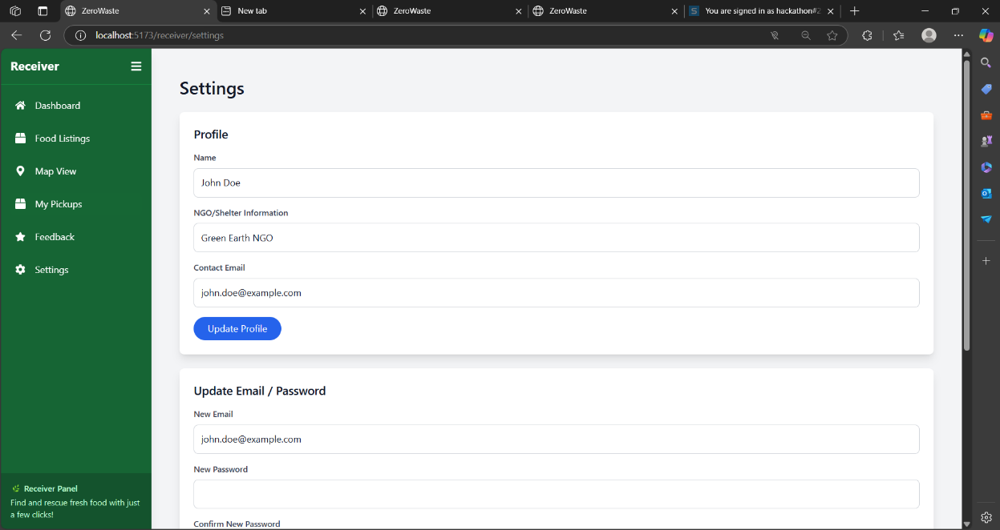 ZeroWaste
New tab
ZeroWaste
ZeroWaste
You are signed in as hackathon#2
localhost:5173/receiver/settings
Receiver
Dashboard
Food Listings
Map View
My Pickups
Feedback
Settings
Receiver Panel
Find and rescue fresh food with just
a few clicks!
Settings
Profile
Name
John Doe
NGO/Shelter Information
Green Earth NGO
Contact Email
john.doe@example.com
Update Profile
Update Email / Password
New Email
john.doe@example.com
New Password
Confirm New Password